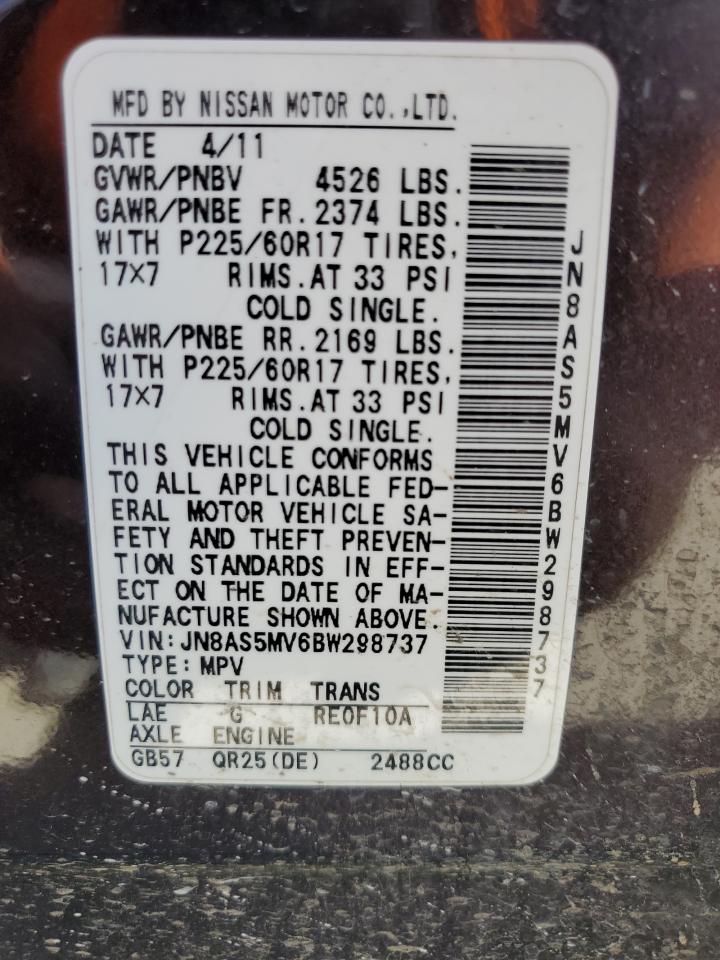 MFD BY NISSAN MOTOR CO.,LTD.
DATE 4/11
GVWR/PNBV 4526 LBS.
GAWR/PNBE FR.2374 LBS.
WITH P225/60R17 TIRES,
17X7 RIMS.AT 33 PSI
COLD SINGLE.
GAWR/PNBE RR.2169 LBS.
WITH P225/60R17 TIRES,
17X7 RIMS.AT 33 PSI
COLD SINGLE.
THIS VEHICLE CONFORMS
TO ALL APPLICABLE FED-
ERAL MOTOR VEHICLE SA-
FETY AND THEFT PREVEN-
TION STANDARDS IN EFF-
ECT ON THE DATE OF MA-
NUFACTURE SHOWN ABOVE.
VIN:JN8AS5MV6BW298737
TYPE:MPV
COLOR TRIM TRANS
LAE G RE0F10A
AXLE ENGINE
GB57 QR25(DE) 2488CC
JN8AS5MV6BW298737